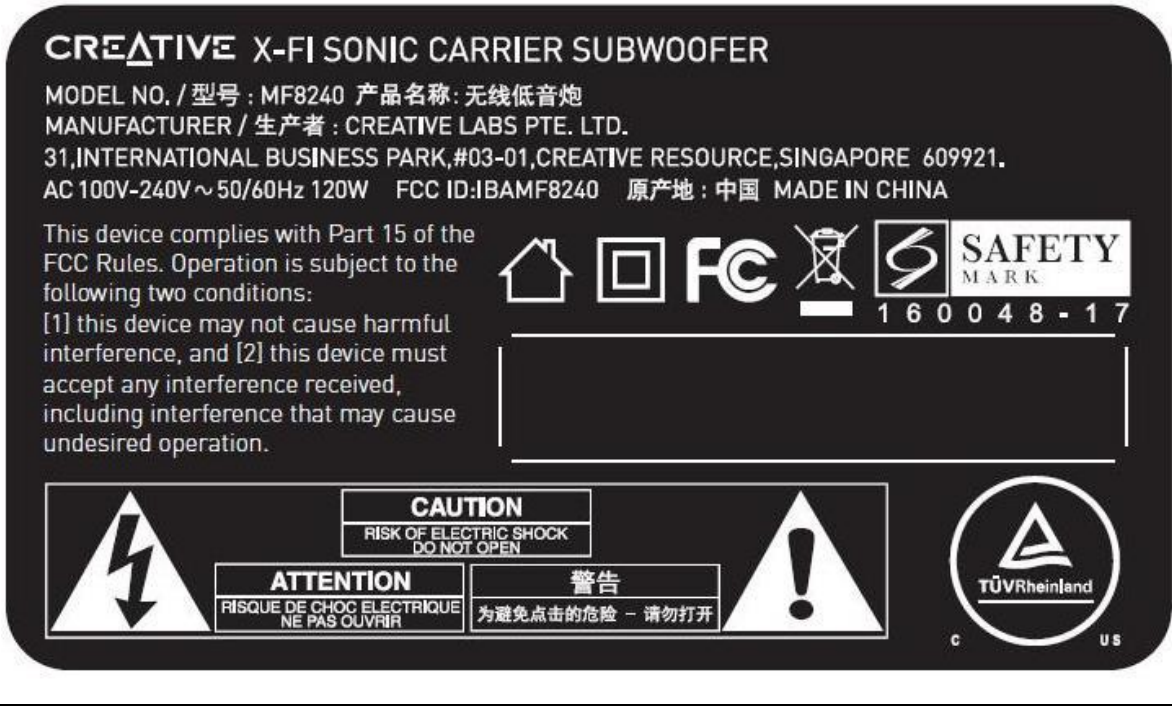 CREATIVE X-FI SONIC CARRIER SUBWOOFER
MODEL NO. / 型号 : MF8240 产品名称: 无线低音炮
MANUFACTURER / 生产者 : CREATIVE LABS PTE. LTD.
31,INTERNATIONAL BUSINESS PARK,#03-01,CREATIVE RESOURCE,SINGAPORE 609921.
AC 100V-240V ~ 50/60Hz 120W FCC ID:IBAMF8240 原产地 : 中国 MADE IN CHINA
This device complies with Part 15 of the
FCC Rules. Operation is subject to the
following two conditions:
[1] this device may not cause harmful
interference, and [2] this device must
accept any interference received,
including interference that may cause
undesired operation.
FC
SAFETY
MARK
160048-17
CAUTION
RISK OF ELECTRIC SHOCK
DO NOT OPEN
ATTENTION
RISQUE DE CHOC ELECTRIQUE
NE PAS OUVRIR
警告
为避免点击的危险 - 请勿打开
TÜVRheinland
C US